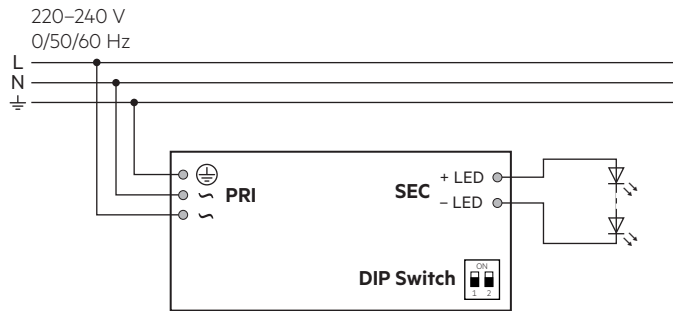 220–240 V
0/50/60 Hz
L
N
PRI
~
~
SEC
+ LED
– LED
DIP Switch
ON
1 2